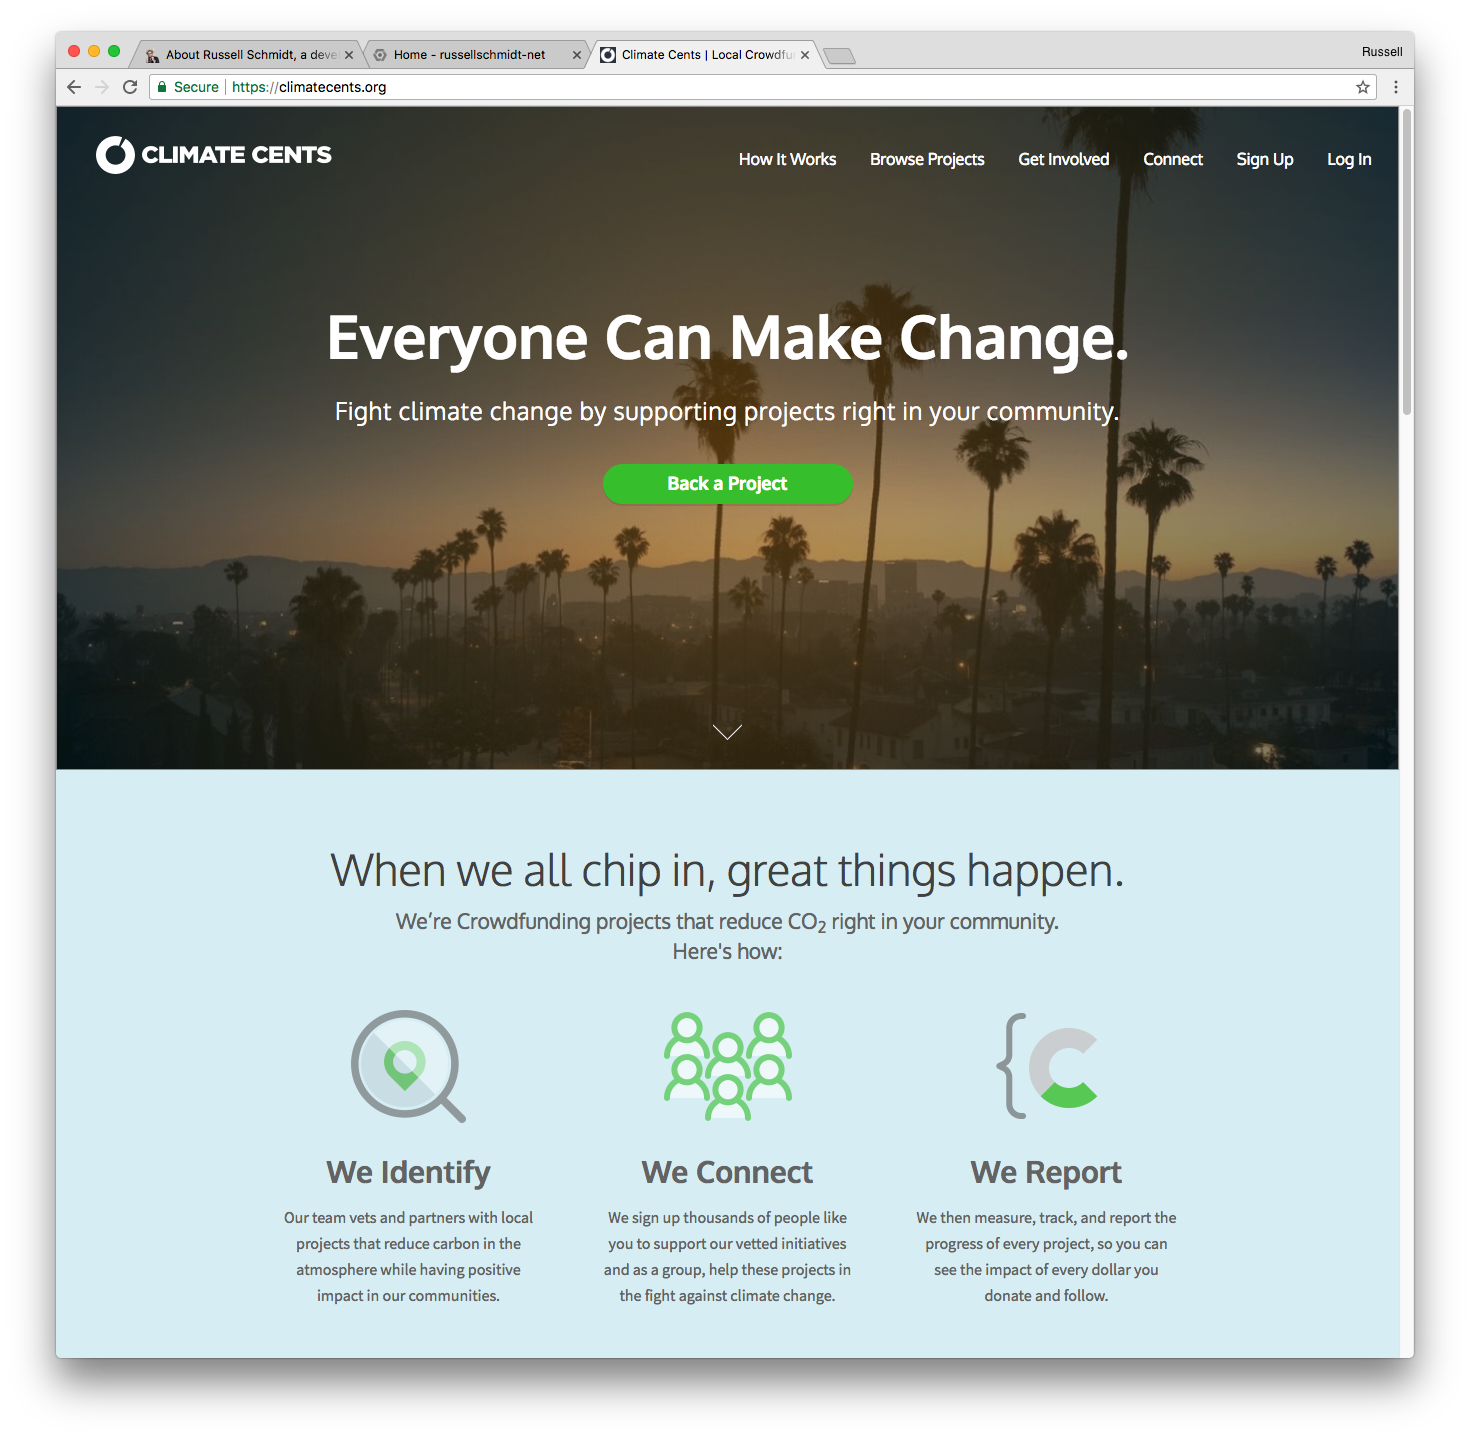 About Russell Schmidt, a deve
Home - russellschmidt-net
Climate Cents | Local Crowdfu
Russell
Secure https://climatecents.org
CLIMATE CENTS
How It Works
Browse Projects
Get Involved
Connect
Sign Up
Log In
Everyone Can Make Change.
Fight climate change by supporting projects right in your community.
Back a Project
When we all chip in, great things happen.
We’re Crowdfunding projects that reduce CO₂ right in your community.
Here's how:
We Identify
Our team vets and partners with local
projects that reduce carbon in the
atmosphere while having positive
impact in our communities.
We Connect
We sign up thousands of people like
you to support our vetted initiatives
and as a group, help these projects in
the fight against climate change.
We Report
We then measure, track, and report the
progress of every project, so you can
see the impact of every dollar you
donate and follow.